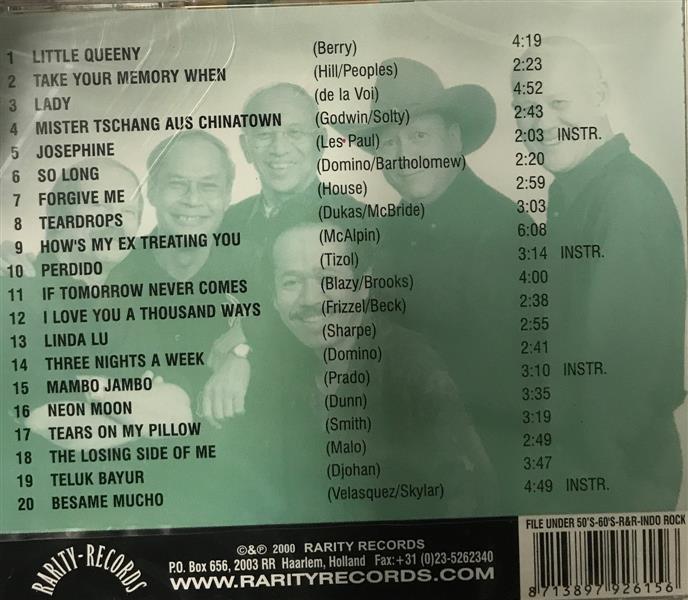 1 LITTLE QUEENY (Berry) 4:19
2 TAKE YOUR MEMORY WHEN (Hill/Peoples) 2:23
3 LADY (de la Voi) 4:52
4 MISTER TSCHANG AUS CHINATOWN (Godwin/Solty) 2:43
5 JOSEPHINE (Les Paul) 2:03 INSTR.
6 SO LONG (Domino/Bartholomew) 2:20
7 FORGIVE ME (House) 2:59
8 TEARDROPS (Dukas/McBride) 3:03
9 HOW'S MY EX TREATING YOU (McAlpin) 6:08
10 PERDIDO (Tizol) 3:14 INSTR.
11 IF TOMORROW NEVER COMES (Blazy/Brooks) 4:00
12 I LOVE YOU A THOUSAND WAYS (Frizzel/Beck) 2:38
13 LINDA LU (Sharpe) 2:55
14 THREE NIGHTS A WEEK (Domino) 2:41
15 MAMBO JAMBO (Prado) 3:10 INSTR.
16 NEON MOON (Dunn) 3:35
17 TEARS ON MY PILLOW (Smith) 3:19
18 THE LOSING SIDE OF ME (Malo) 2:49
19 TELUK BAYUR (Djohan) 3:47
20 BESAME MUCHO (Velasquez/Skylar) 4:49 INSTR.
FILE UNDER 50'S-60'S-R&R-INDO ROCK
RARITY-RECORDS
©&℗ 2000 RARITY RECORDS
P.O. Box 656, 2003 RR Haarlem, Holland Fax:+31 (0)23-5262340
WWW.RARITYRECORDS.COM
8 713897 926156